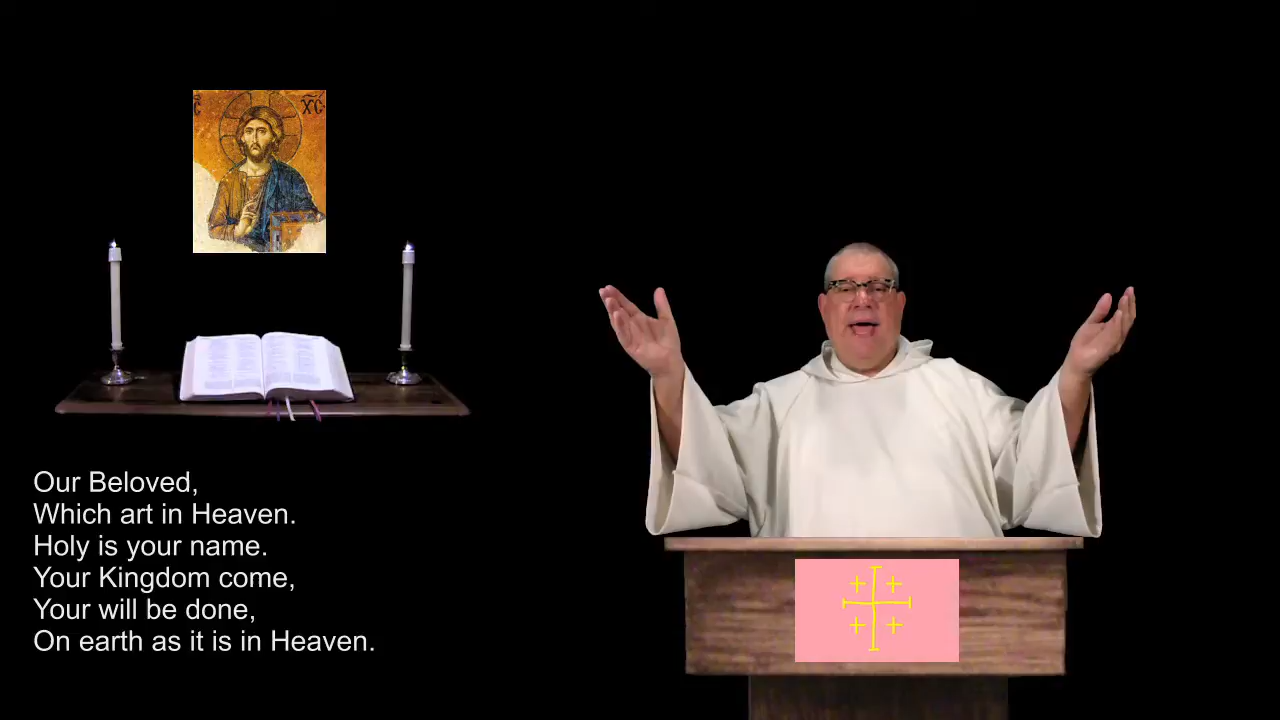 C XC
Our Beloved,
Which art in Heaven.
Holy is your name.
Your Kingdom come,
Your will be done,
On earth as it is in Heaven.